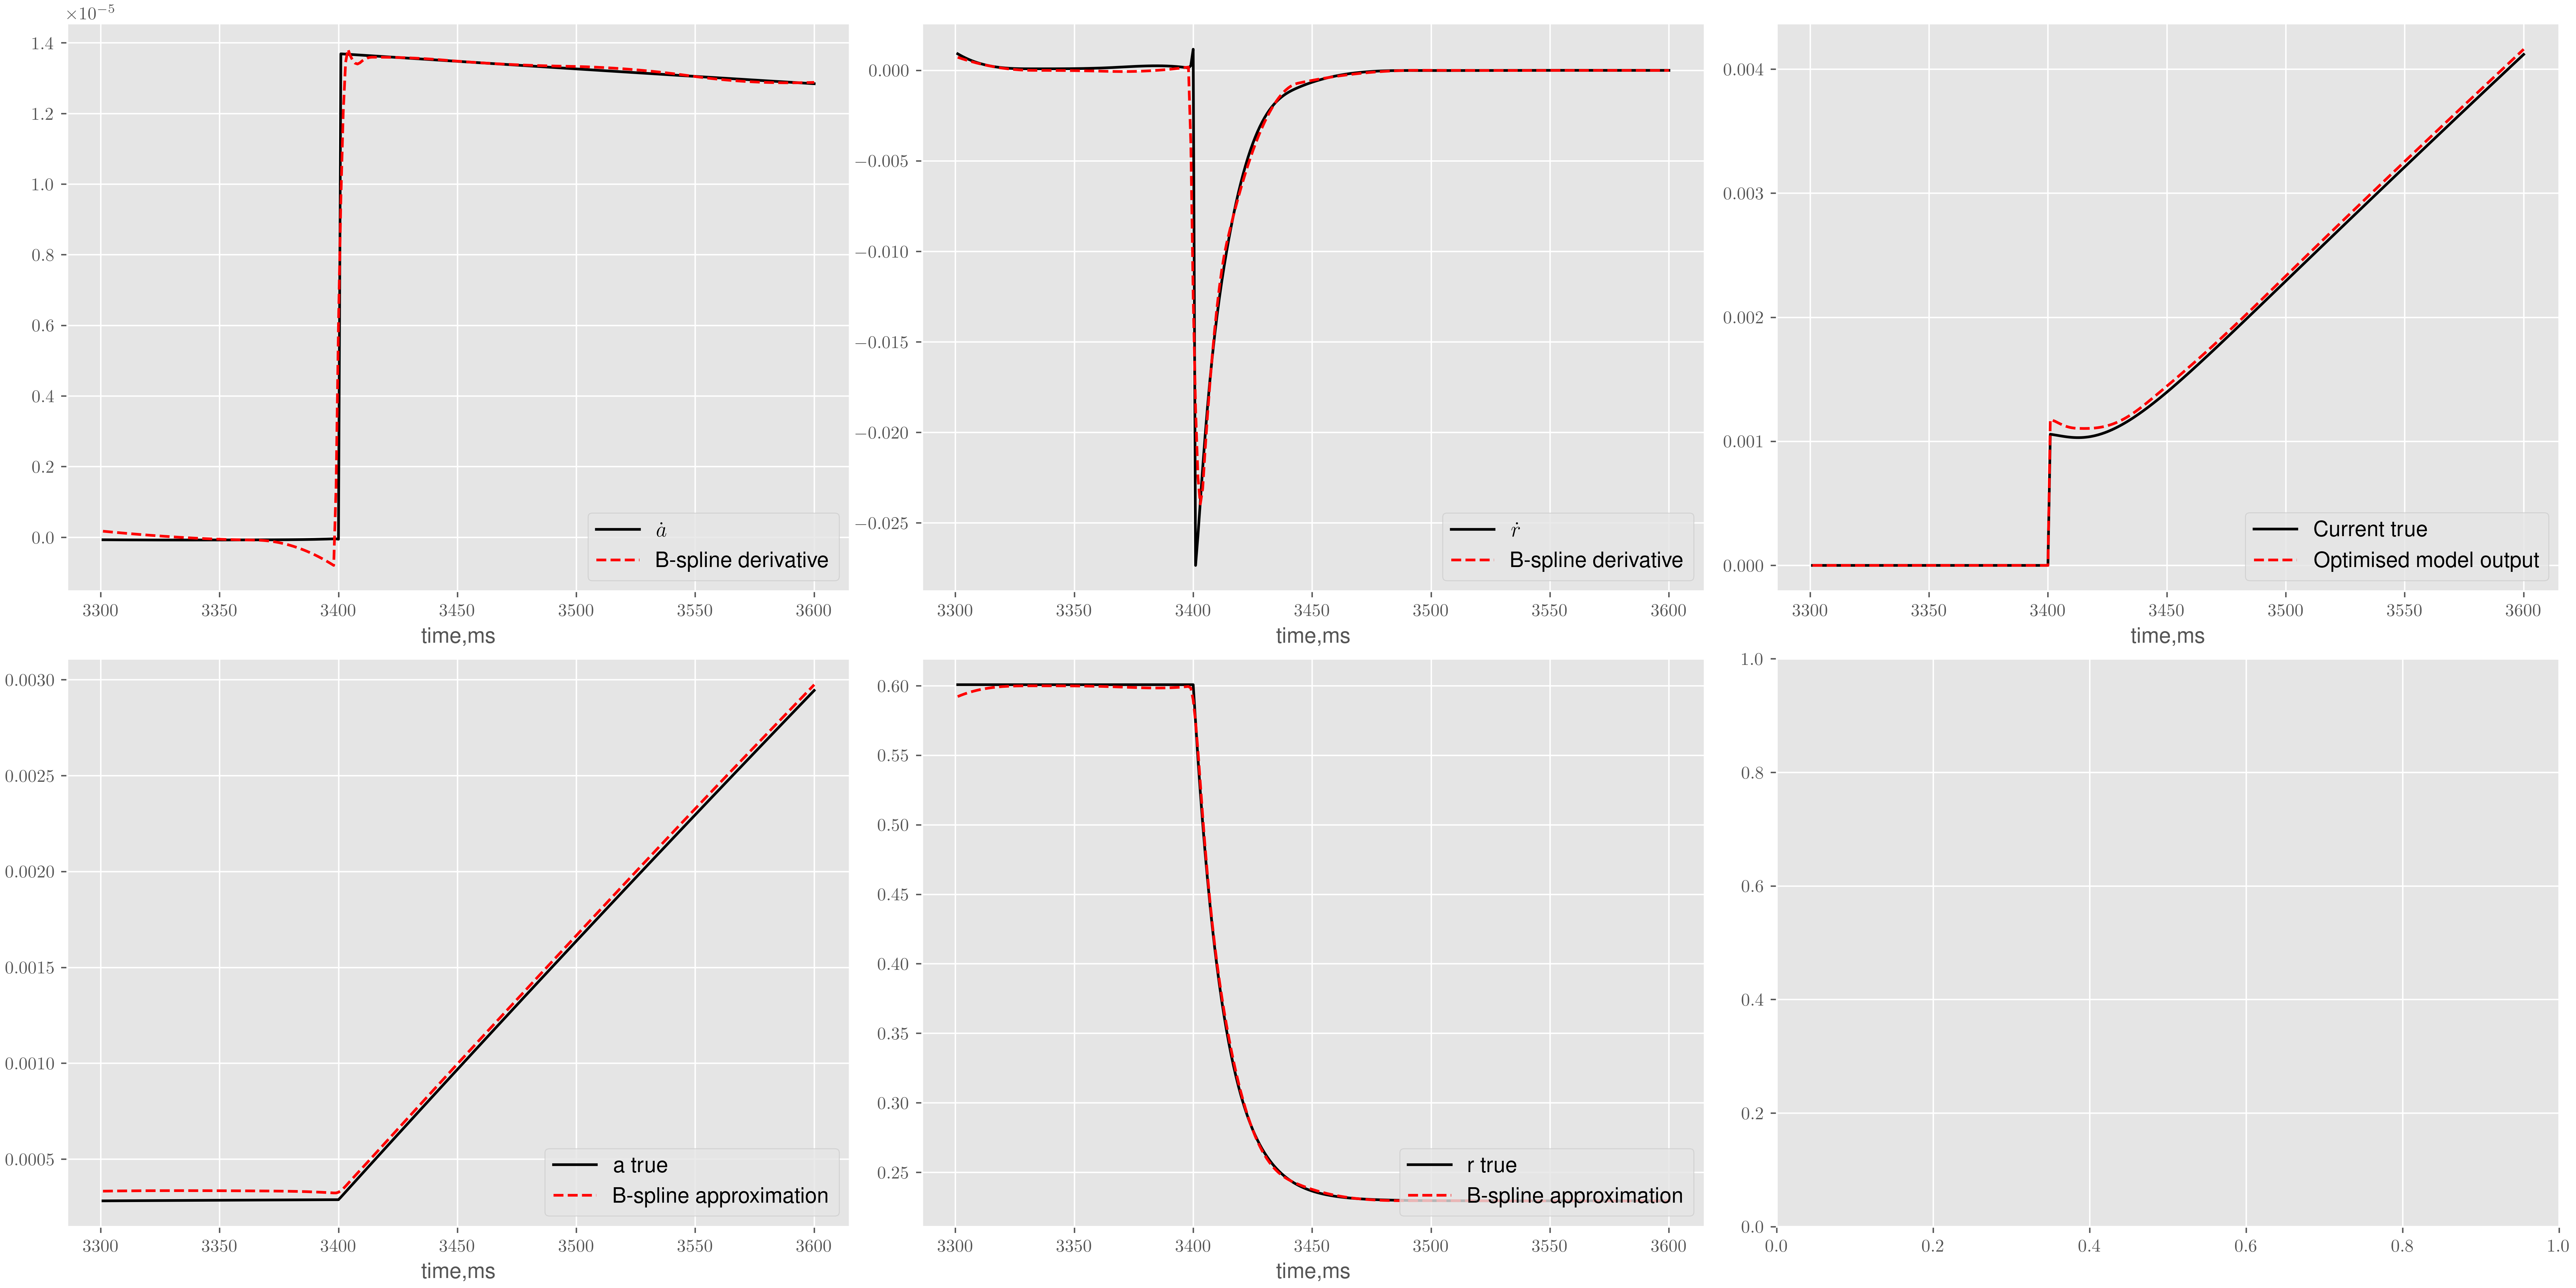 ×10⁻⁵
1.4
1.2
1.0
0.8
0.6
0.4
0.2
0.0
ȧ
B-spline derivative
3300 3350 3400 3450 3500 3550 3600
time,ms
0.000
−0.005
−0.010
−0.015
−0.020
−0.025
ṙ
B-spline derivative
3300 3350 3400 3450 3500 3550 3600
time,ms
0.004
0.003
0.002
0.001
0.000
Current true
Optimised model output
3300 3350 3400 3450 3500 3550 3600
time,ms
0.0030
0.0025
0.0020
0.0015
0.0010
0.0005
a true
B-spline approximation
3300 3350 3400 3450 3500 3550 3600
time,ms
0.60
0.55
0.50
0.45
0.40
0.35
0.30
0.25
r true
B-spline approximation
3300 3350 3400 3450 3500 3550 3600
time,ms
1.0
0.8
0.6
0.4
0.2
0.0
0.0 0.2 0.4 0.6 0.8 1.0